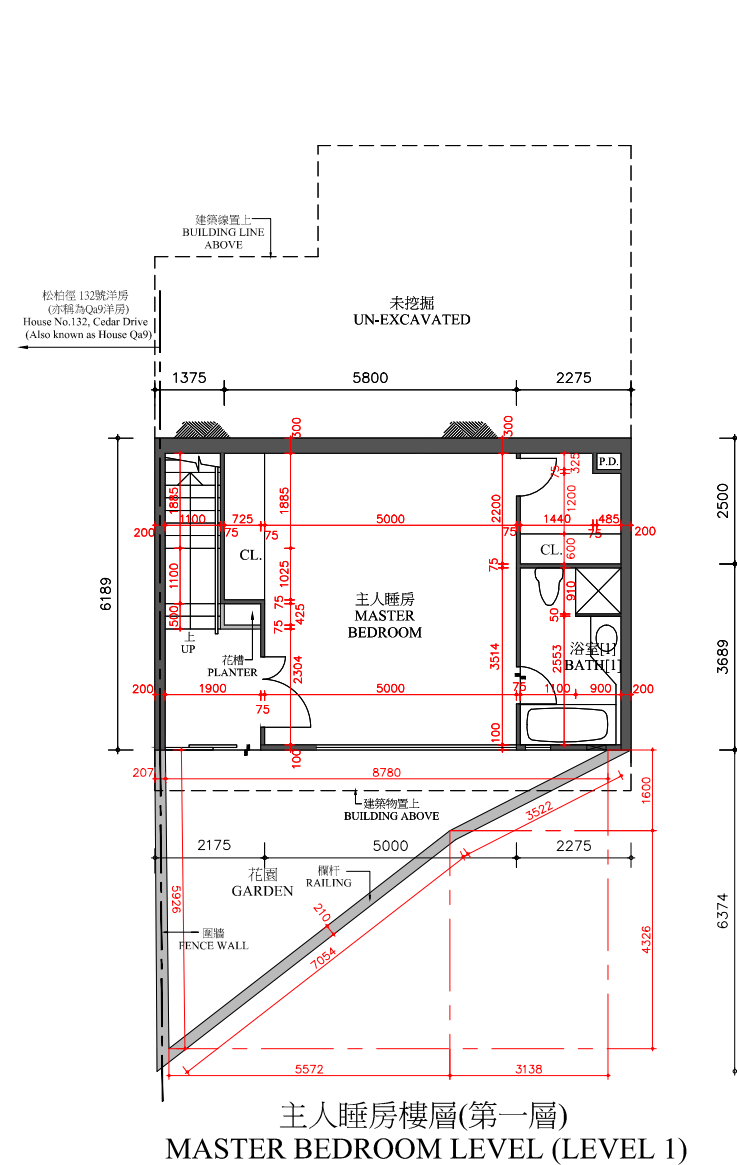 建築線置上
BUILDING LINE
ABOVE
松柏徑 132號洋房
(亦稱為Qa9洋房)
House No.132, Cedar Drive
(Also known as House Qa9)
未挖掘
UN-EXCAVATED
1375
5800
2275
300
300
6189
2500
3689
6374
1885
1885
2200
75
325
P.D.
1200
200
1100
725
5000
1440
485
200
75
75
75
75
CL.
CL.
600
1100
1025
75
910
500
75
75
425
50
主人睡房
MASTER
BEDROOM
上
UP
花槽
PLANTER
2304
3514
2553
浴室[1]
BATH[1]
200
1900
5000
75
1100
900
200
75
100
100
207
8780
建築物置上
BUILDING ABOVE
1600
3522
2175
5000
2275
花園
GARDEN
欄杆
RAILING
5926
210
7054
圍牆
FENCE WALL
4326
5572
3138
主人睡房樓層(第一層)
MASTER BEDROOM LEVEL (LEVEL 1)